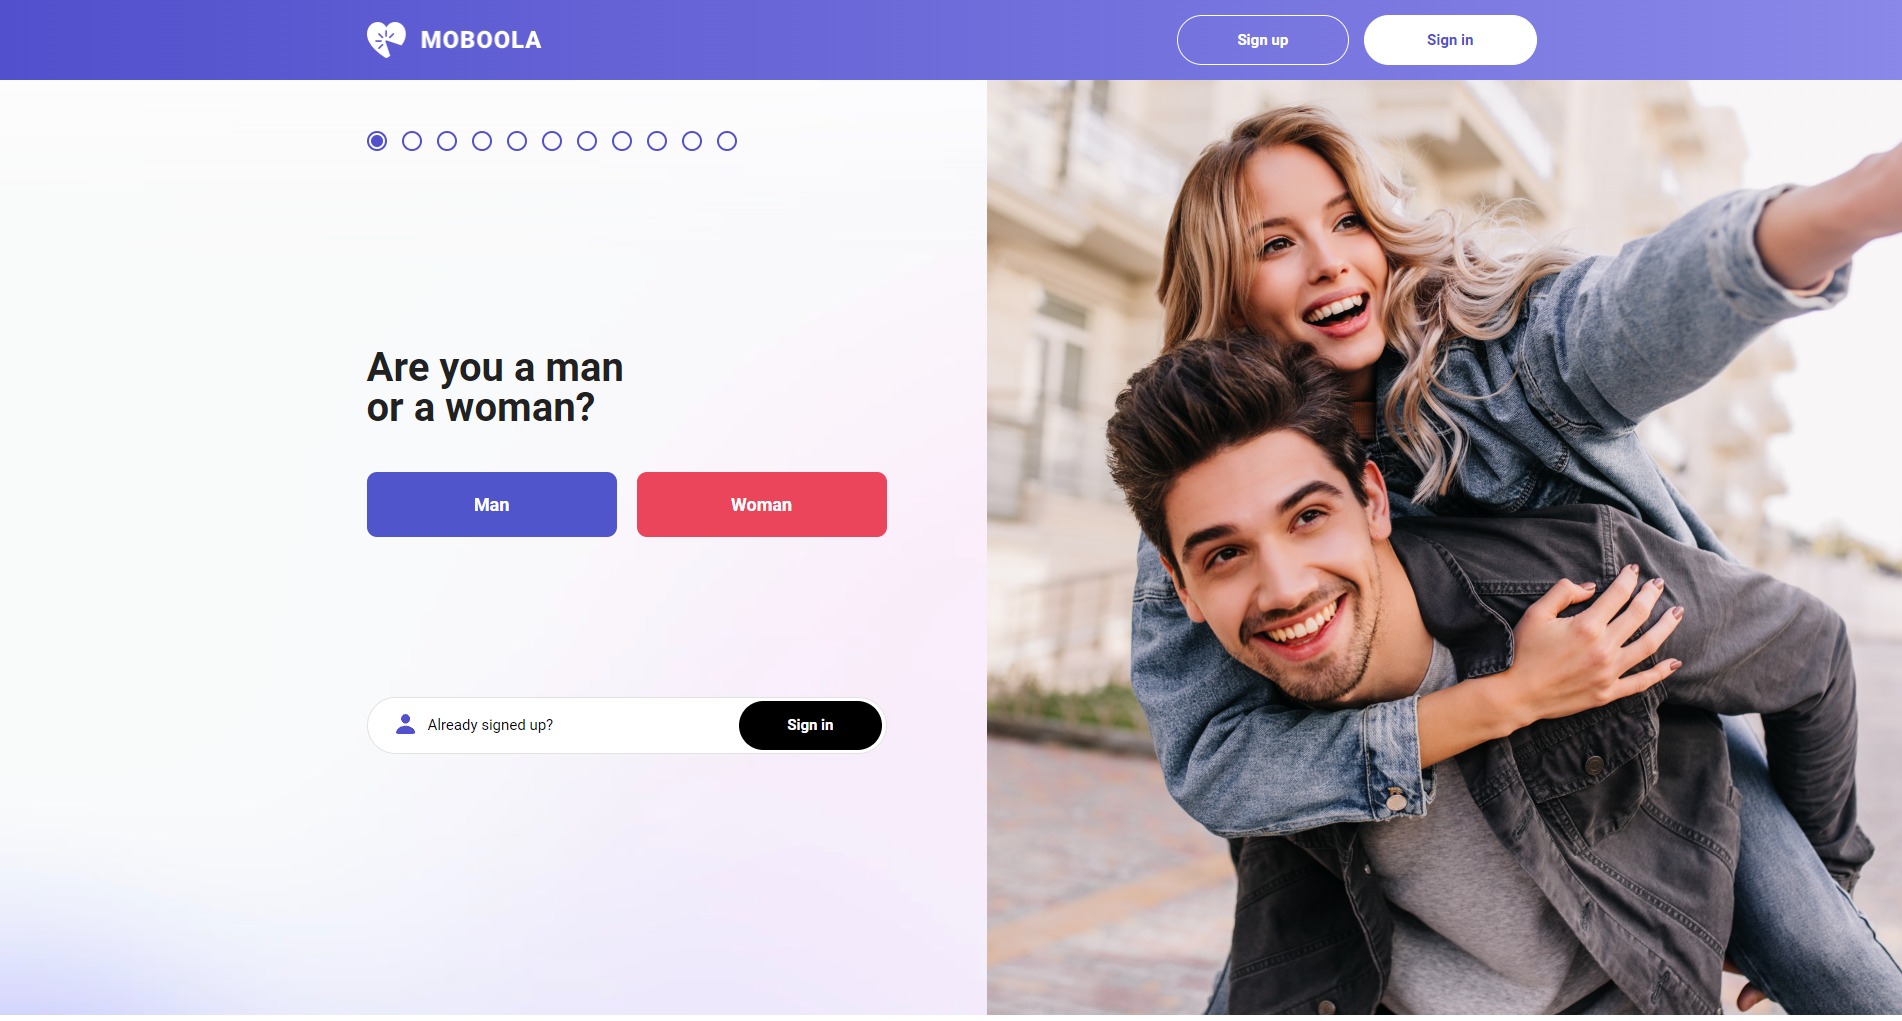 MOBOOLA
Sign up
Sign in
Are you a man
or a woman?
Man
Woman
Already signed up?
Sign in